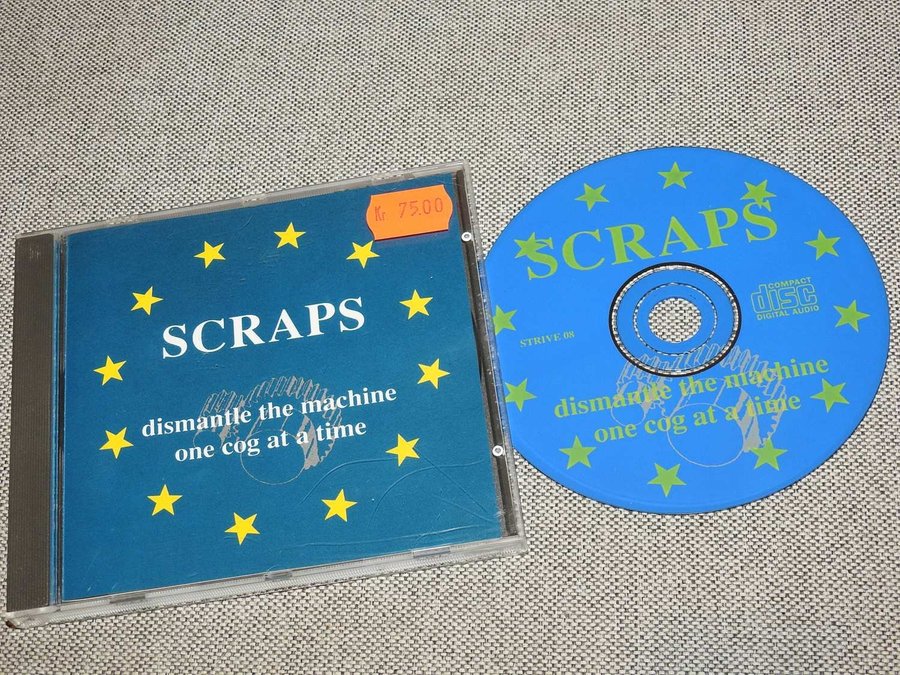 Kr. 75.00
SCRAPS
dismantle the machine
one cog at a time
SCRAPS
COMPACT
disc
DIGITAL AUDIO
STRIVE 08
dismantle the machine
one cog at a time